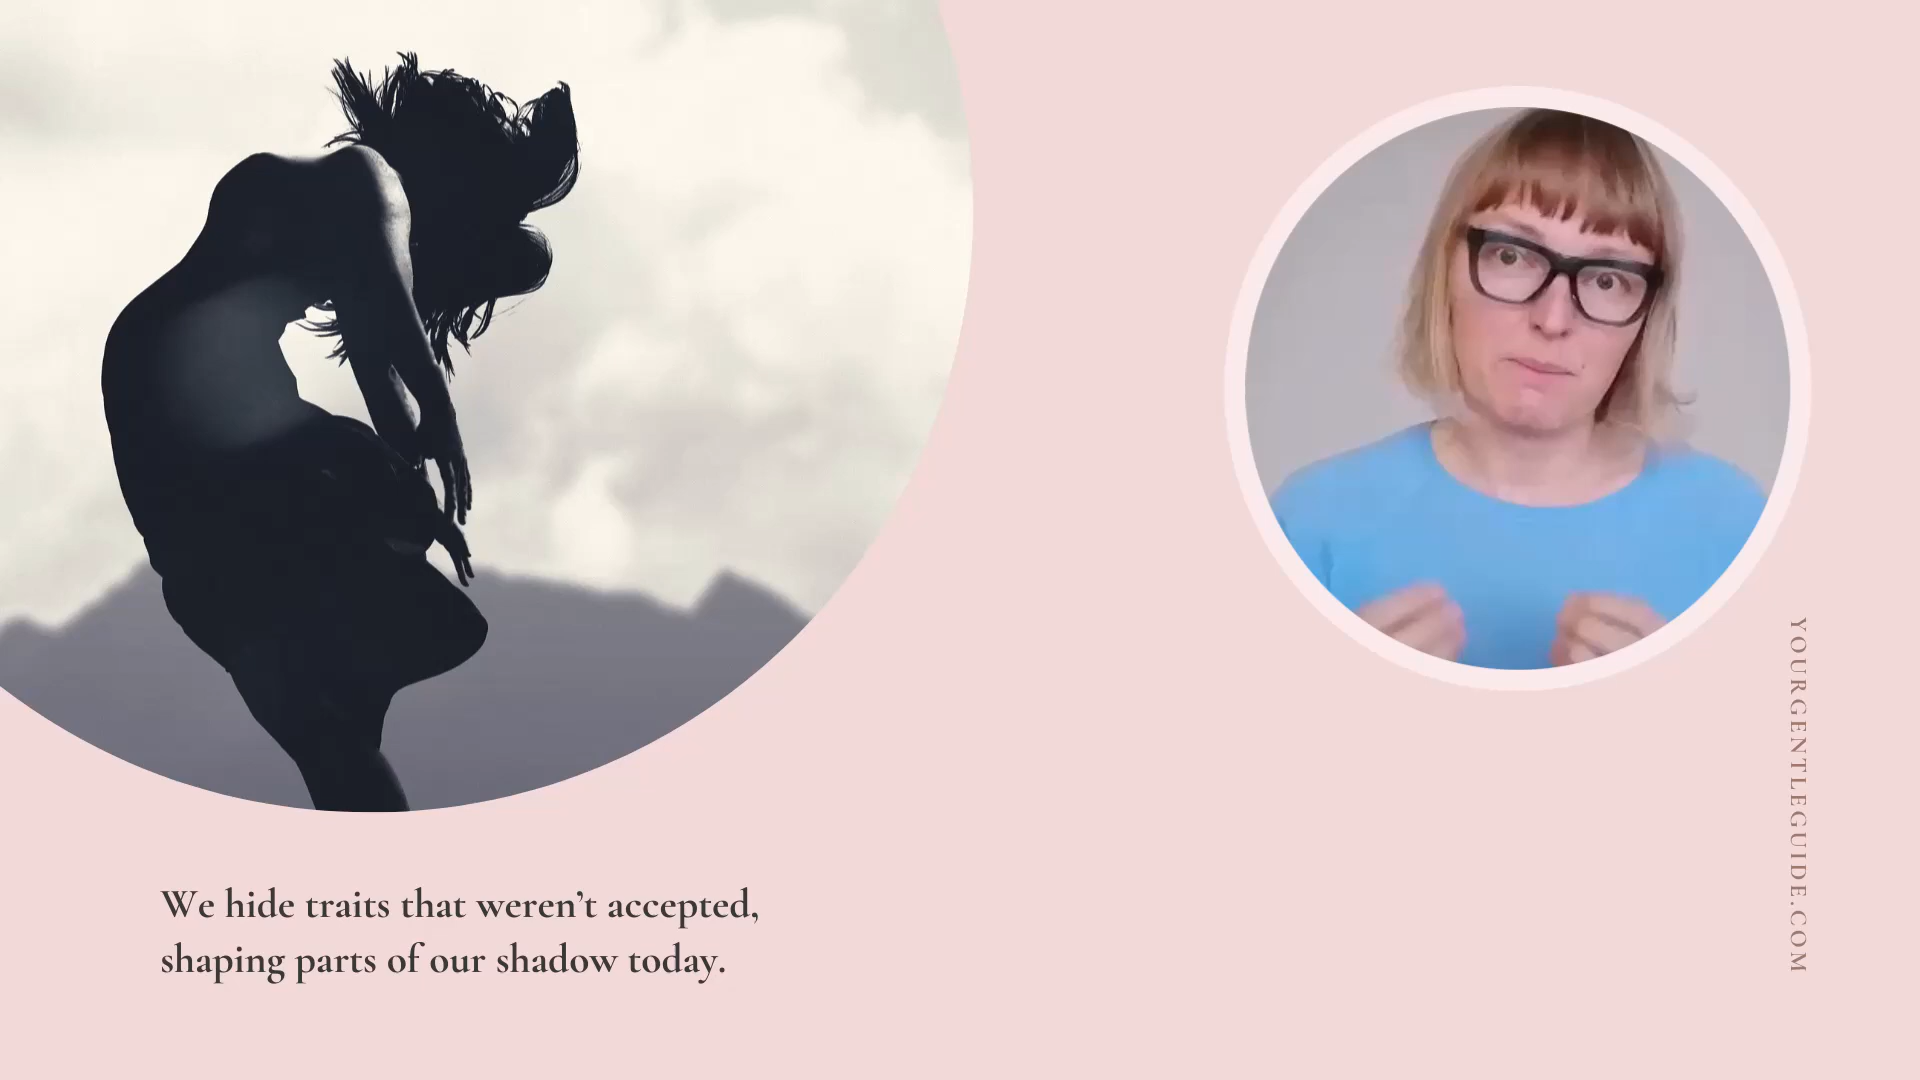 We hide traits that weren’t accepted,
shaping parts of our shadow today.
YOURGENTLEGUIDE.COM